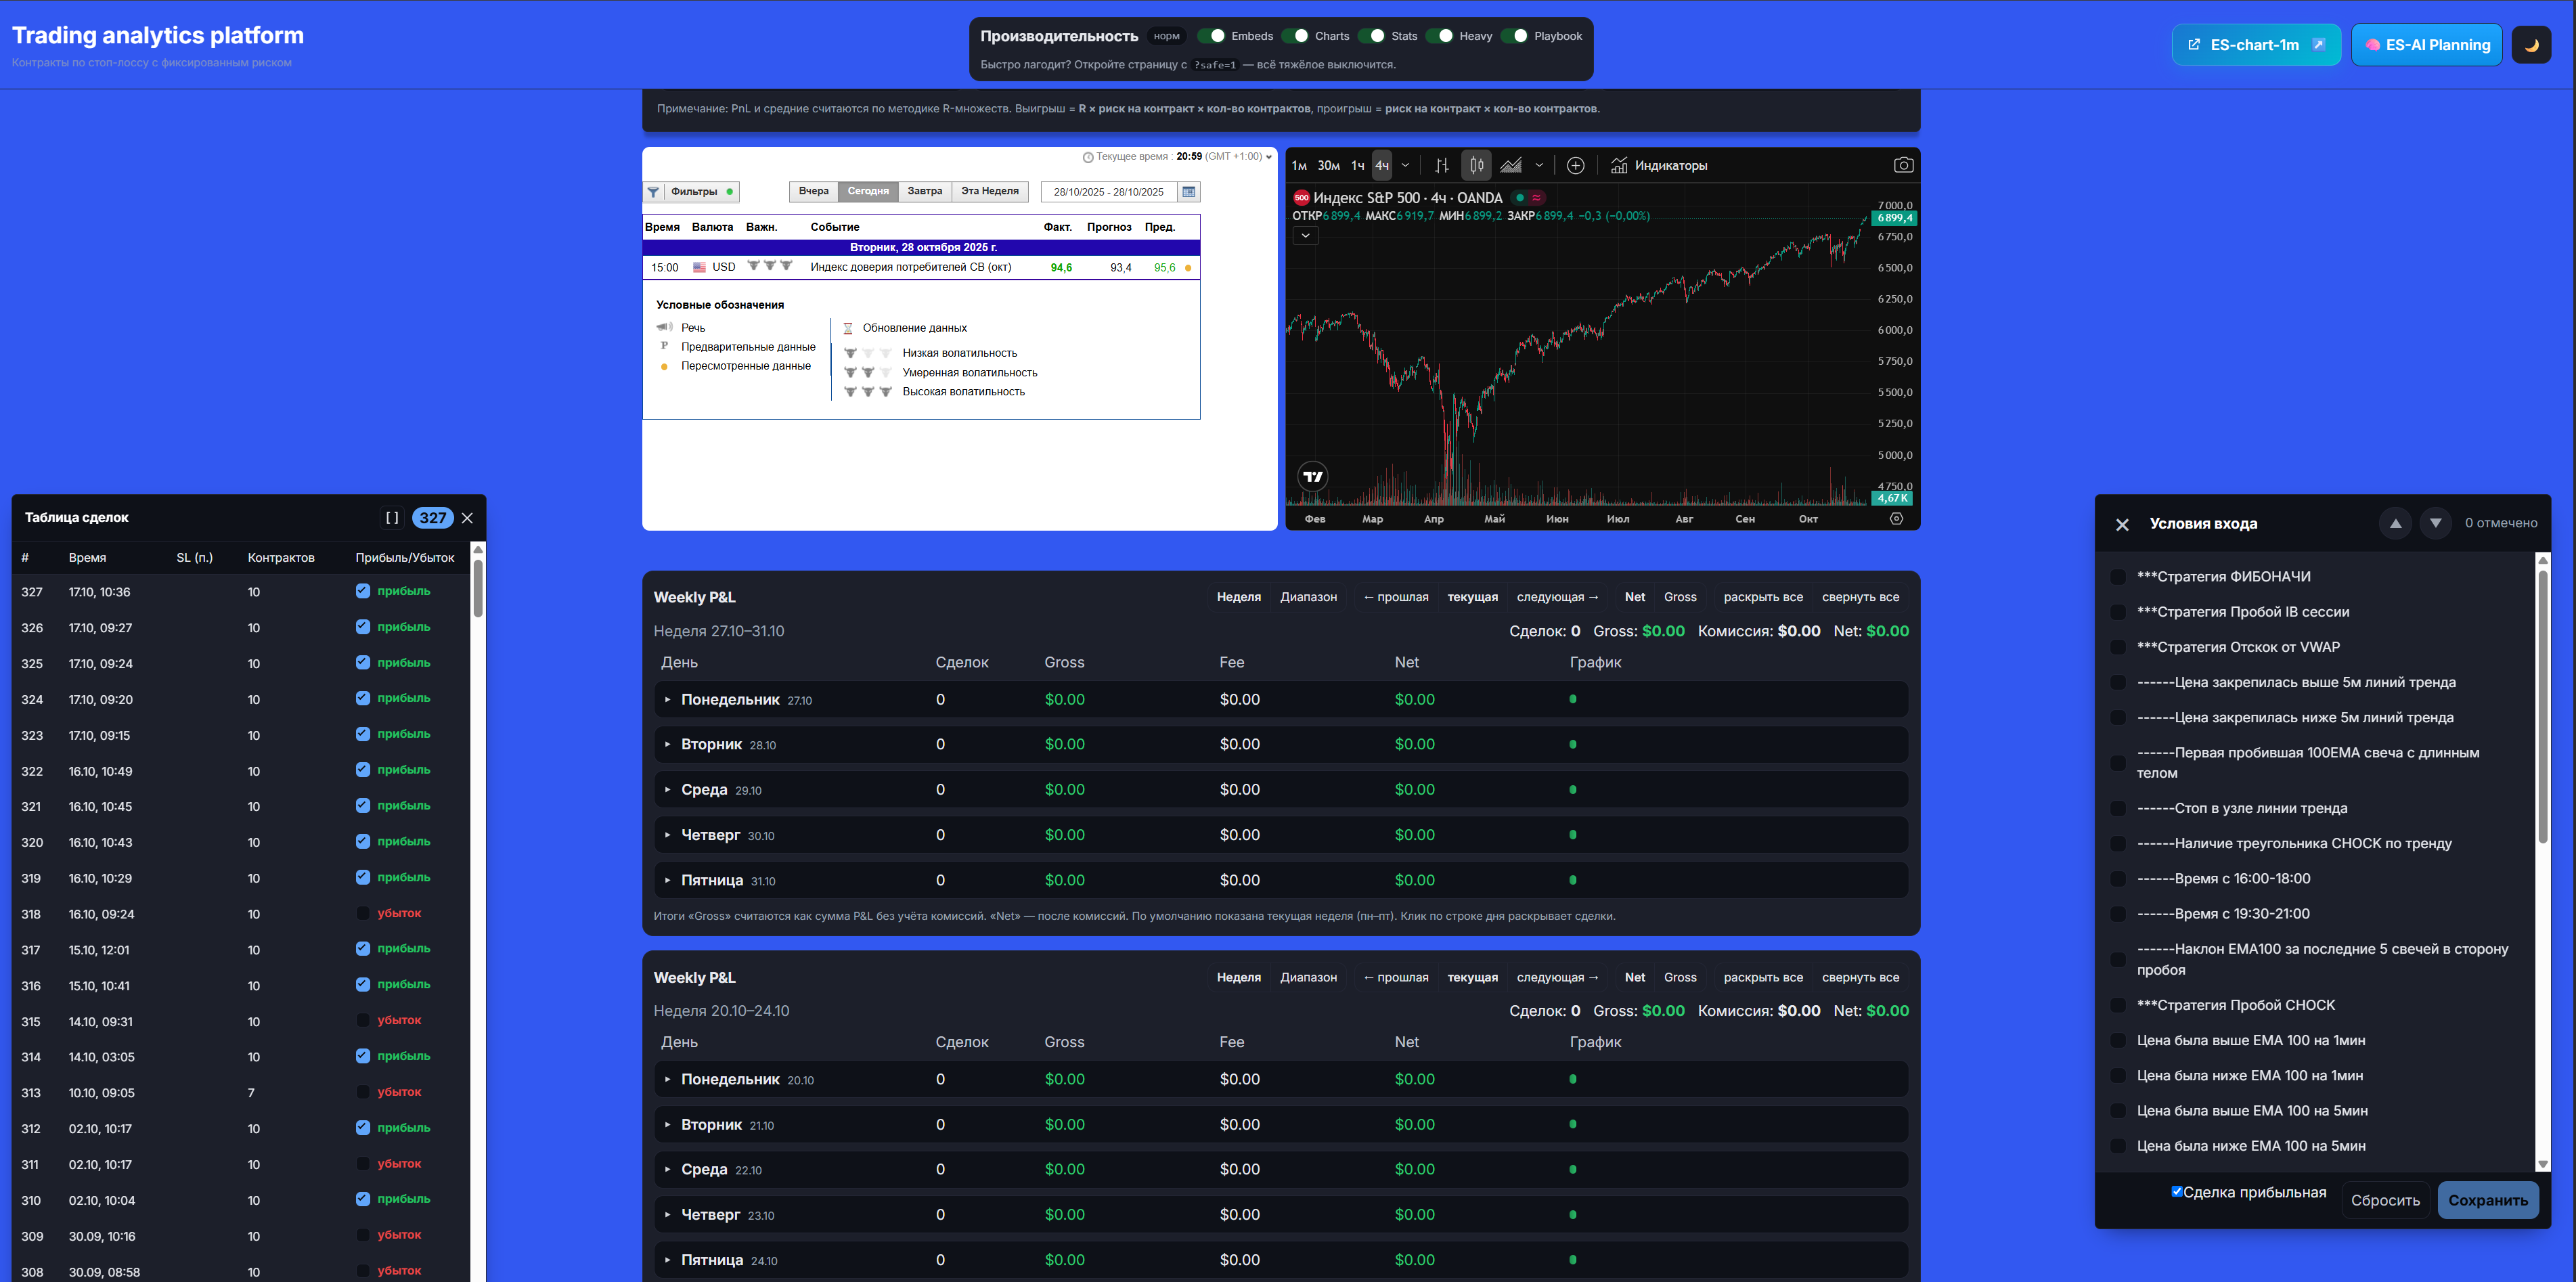 Trading analytics platform
Контракты по стоп-лоссу с фиксированным риском
Производительность норм Embeds Charts Stats Heavy Playbook
Быстро лагодит? Откройте страницу с ?safe=1 — всё тяжёлое выключится.
ES-chart-1m
ES-AI Planning
Примечание: PnL и средние считаются по методике R-множеств. Выигрыш = R × риск на контракт × кол-во контрактов, проигрыш = риск на контракт × кол-во контрактов.
Текущее время : 20:59 (GMT +1:00)
Фильтры Вчера Сегодня Завтра Эта Неделя 28/10/2025 - 28/10/2025
Время Валюта Важн. Событие Факт. Прогноз Пред.
Вторник, 28 октября 2025 г.
15:00 USD Индекс доверия потребителей CB (окт) 94,6 93,4 95,6
Условные обозначения
Речь
Предварительные данные
Пересмотренные данные
Обновление данных
Низкая волатильность
Умеренная волатильность
Высокая волатильность
1м 30м 1ч 4ч Индикаторы
500 Индекс S&P 500 · 4ч · OANDA
ОТКР6 899,4 МАКС6 919,7 МИН6 899,2 ЗАКР6 899,4 −0,3 (−0,00%)
7 000,0
6 899,4
6 750,0
6 500,0
6 250,0
6 000,0
5 750,0
5 500,0
5 250,0
5 000,0
4 750,0
4,67 K
Фев Мар Апр Май Июн Июл Авг Сен Окт
Таблица сделок [ ] 327
# Время SL (п.) Контрактов Прибыль/Убыток
327 17.10, 10:36 10 прибыль
326 17.10, 09:27 10 прибыль
325 17.10, 09:24 10 прибыль
324 17.10, 09:20 10 прибыль
323 17.10, 09:15 10 прибыль
322 16.10, 10:49 10 прибыль
321 16.10, 10:45 10 прибыль
320 16.10, 10:43 10 прибыль
319 16.10, 10:29 10 прибыль
318 16.10, 09:24 10 убыток
317 15.10, 12:01 10 прибыль
316 15.10, 10:41 10 прибыль
315 14.10, 09:31 10 убыток
314 14.10, 03:05 10 прибыль
313 10.10, 09:05 7 убыток
312 02.10, 10:17 10 прибыль
311 02.10, 10:17 10 убыток
310 02.10, 10:04 10 прибыль
309 30.09, 10:16 10 убыток
308 30.09, 08:58 10 убыток
Weekly P&L Неделя Диапазон ← прошлая текущая следующая → Net Gross раскрыть все свернуть все
Неделя 27.10–31.10 Сделок: 0 Gross: $0.00 Комиссия: $0.00 Net: $0.00
День Сделок Gross Fee Net График
Понедельник 27.10 0 $0.00 $0.00 $0.00
Вторник 28.10 0 $0.00 $0.00 $0.00
Среда 29.10 0 $0.00 $0.00 $0.00
Четверг 30.10 0 $0.00 $0.00 $0.00
Пятница 31.10 0 $0.00 $0.00 $0.00
Итоги «Gross» считаются как сумма P&L без учёта комиссий. «Net» — после комиссий. По умолчанию показана текущая неделя (пн–пт). Клик по строке дня раскрывает сделки.
Weekly P&L Неделя Диапазон ← прошлая текущая следующая → Net Gross раскрыть все свернуть все
Неделя 20.10–24.10 Сделок: 0 Gross: $0.00 Комиссия: $0.00 Net: $0.00
День Сделок Gross Fee Net График
Понедельник 20.10 0 $0.00 $0.00 $0.00
Вторник 21.10 0 $0.00 $0.00 $0.00
Среда 22.10 0 $0.00 $0.00 $0.00
Четверг 23.10 0 $0.00 $0.00 $0.00
Пятница 24.10 0 $0.00 $0.00 $0.00
Условия входа 0 отмечено
***Стратегия ФИБОНАЧИ
***Стратегия Пробой IB сессии
***Стратегия Отскок от VWAP
------Цена закрепилась выше 5м линий тренда
------Цена закрепилась ниже 5м линий тренда
------Первая пробившая 100EMA свеча с длинным
телом
------Стоп в узле линии тренда
------Наличие треугольника CHOCK по тренду
------Время с 16:00-18:00
------Время с 19:30-21:00
------Наклон EMA100 за последние 5 свечей в сторону
пробоя
***Стратегия Пробой CHOCK
Цена была выше EMA 100 на 1мин
Цена была ниже EMA 100 на 1мин
Цена была выше EMA 100 на 5мин
Цена была ниже EMA 100 на 5мин
Сделка прибыльная Сбросить Сохранить